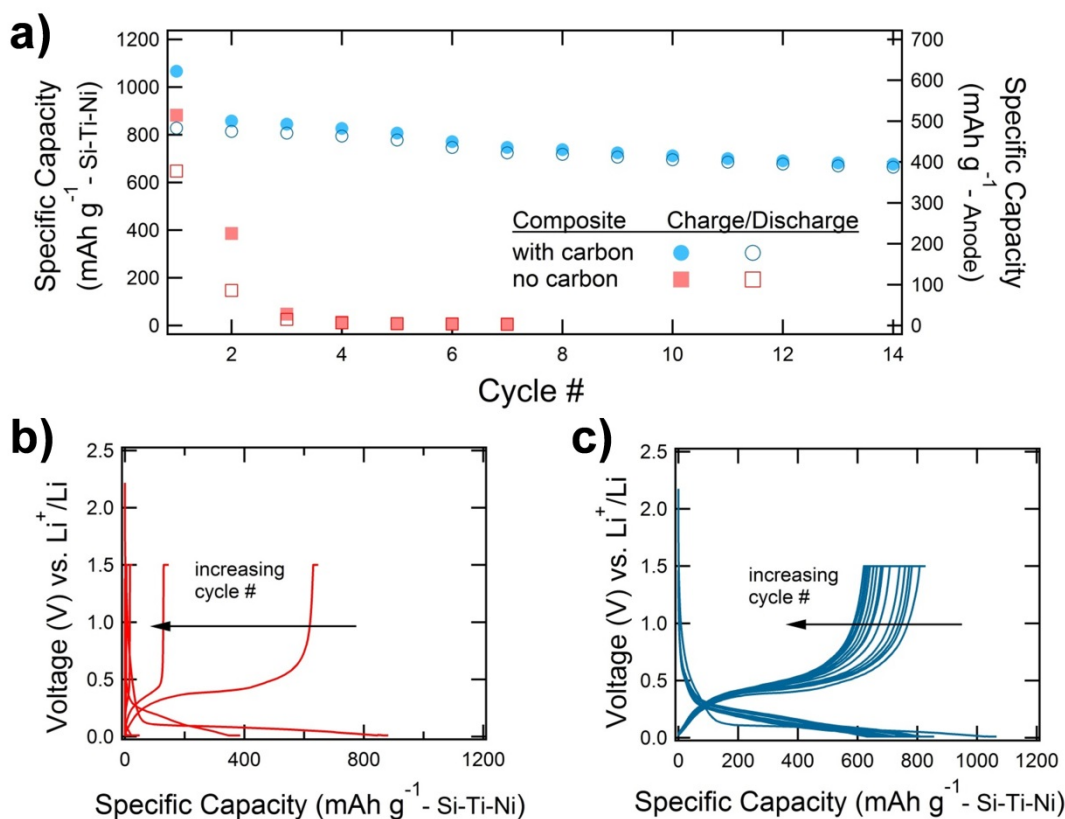 a)
Specific Capacity
(mAh g⁻¹ - Si-Ti-Ni)
1200
1000
800
600
400
200
0
700
600
500
400
300
200
100
0
Specific Capacity
(mAh g⁻¹ - Anode)
Composite Charge/Discharge
with carbon
no carbon
2 4 6 8 10 12 14
Cycle #
b)
Voltage (V) vs. Li⁺/Li
2.5
2.0
1.5
1.0
0.5
0.0
increasing
cycle #
0 400 800 1200
Specific Capacity (mAh g⁻¹- Si-Ti-Ni)
c)
Voltage (V) vs. Li⁺/Li
2.5
2.0
1.5
1.0
0.5
0.0
increasing
cycle #
0 200 400 600 800 1000 1200
Specific Capacity (mAh g⁻¹- Si-Ti-Ni)